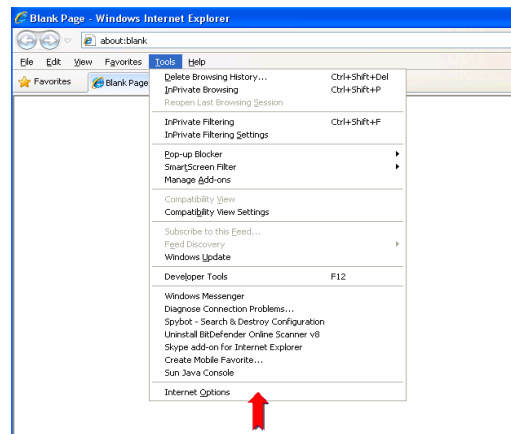 Blank Page - Windows Internet Explorer
about:blank
File Edit View Favorites Tools Help
Favorites Blank Page
Delete Browsing History... Ctrl+Shift+Del
InPrivate Browsing Ctrl+Shift+P
Reopen Last Browsing Session
InPrivate Filtering Ctrl+Shift+F
InPrivate Filtering Settings
Pop-up Blocker
SmartScreen Filter
Manage Add-ons
Compatibility View
Compatibility View Settings
Subscribe to this Feed...
Feed Discovery
Windows Update
Developer Tools F12
Windows Messenger
Diagnose Connection Problems...
Spybot - Search & Destroy Configuration
Uninstall BitDefender Online Scanner v8
Skype add-on for Internet Explorer
Create Mobile Favorite...
Sun Java Console
Internet Options